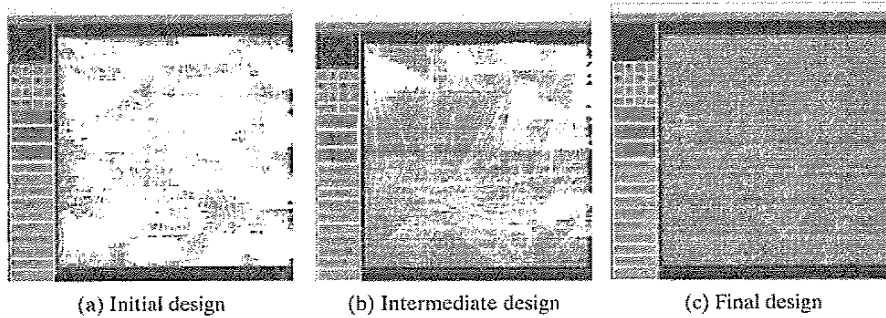 (a) Initial design
(b) Intermediate design
(c) Final design